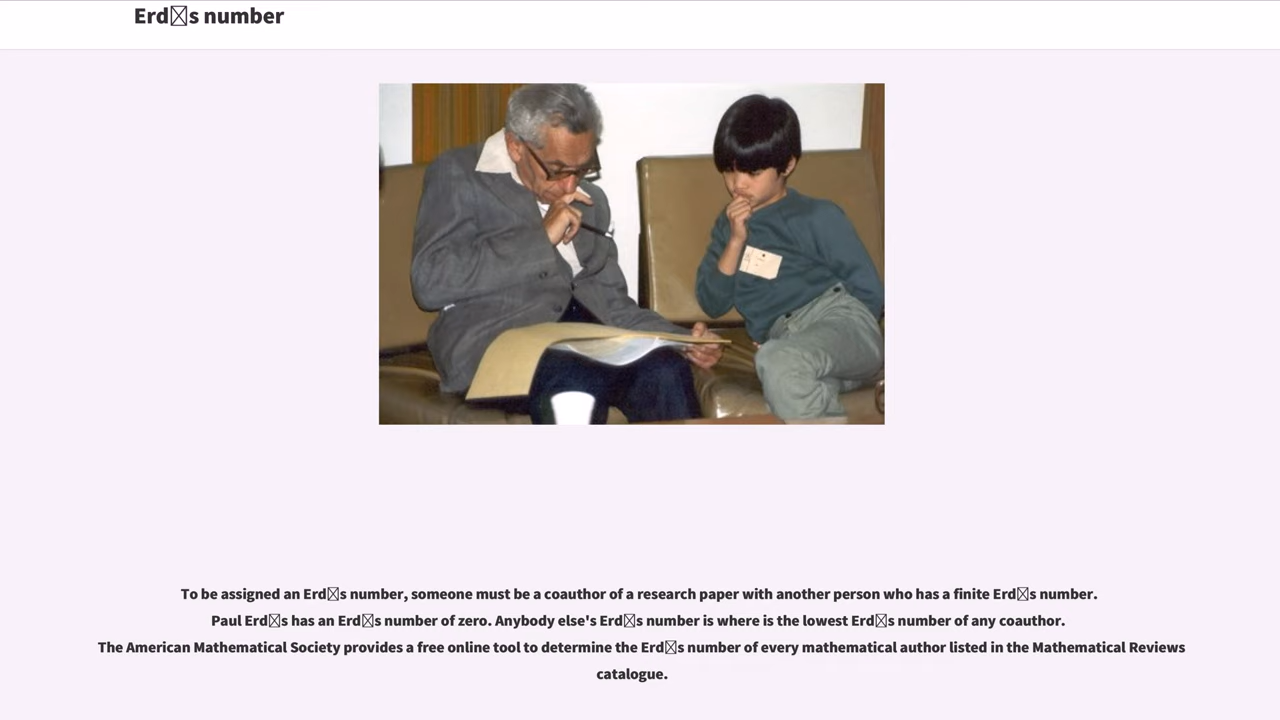 Erd☒s number
To be assigned an Erd☒s number, someone must be a coauthor of a research paper with another person who has a finite Erd☒s number.
Paul Erd☒s has an Erd☒s number of zero. Anybody else's Erd☒s number is where is the lowest Erd☒s number of any coauthor.
The American Mathematical Society provides a free online tool to determine the Erd☒s number of every mathematical author listed in the Mathematical Reviews
catalogue.